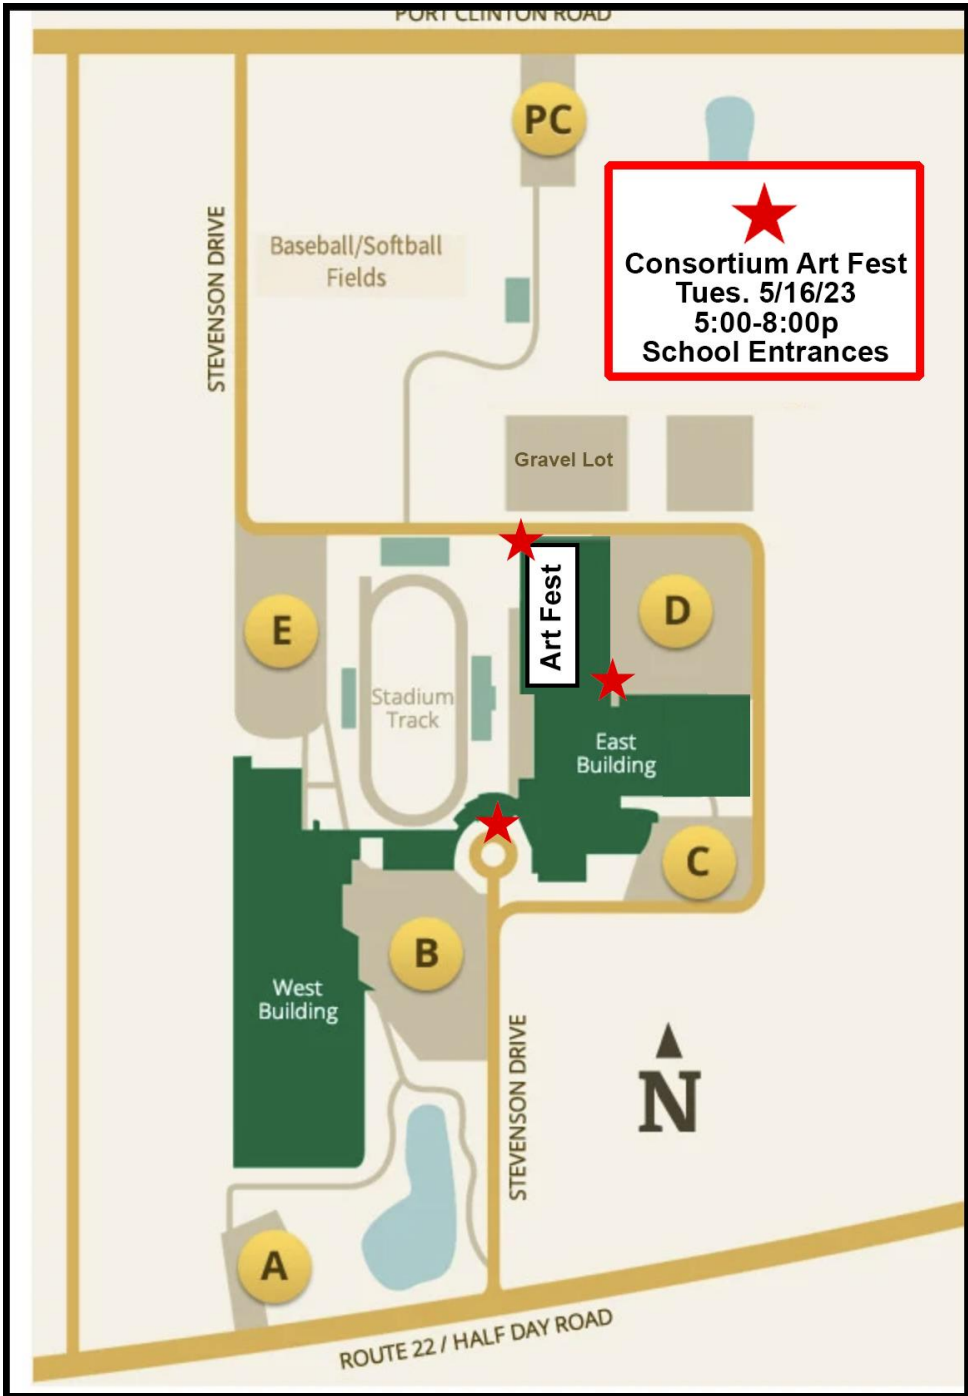 PORT CLINTON ROAD
PC
STEVENSON DRIVE
Baseball/Softball
Fields
Consortium Art Fest
Tues. 5/16/23
5:00-8:00p
School Entrances
Gravel Lot
Art Fest
E
D
Stadium
Track
East
Building
C
B
West
Building
STEVENSON DRIVE
N
A
ROUTE 22 / HALF DAY ROAD